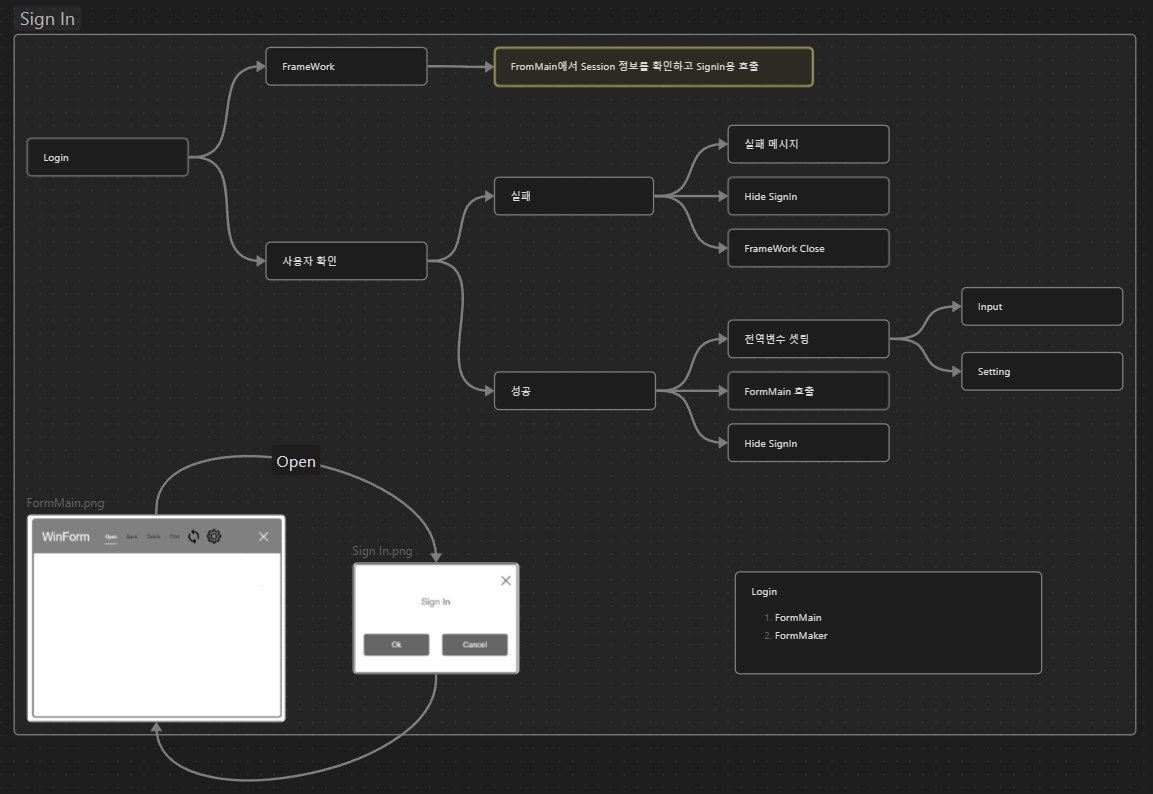 Sign In
FrameWork
FromMain에서 Session 정보를 확인하고 SignIn용 호출
Login
실패 메시지
실패
Hide SignIn
FrameWork Close
사용자 확인
Input
전역변수 셋팅
Setting
성공
FormMain 호출
Hide SignIn
Open
FormMain.png
WinForm
Open
Save
Print
Sign In.png
Sign In
Ok
Cancel
Login
1. FormMain
2. FormMaker